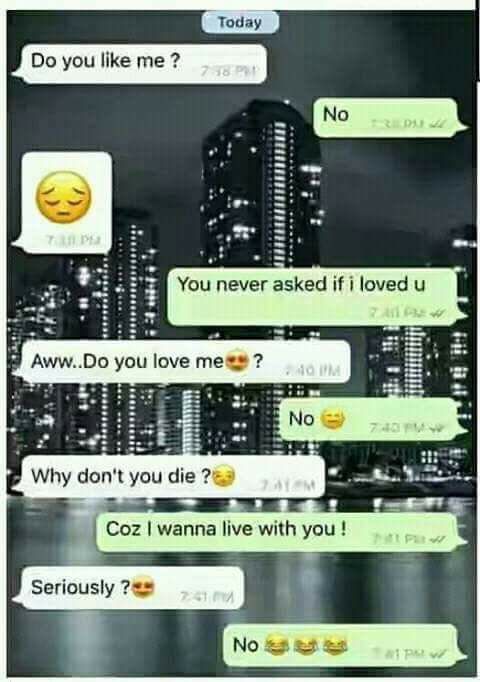 Today
Do you like me ?
7:38 PM
No
7:38 PM
😔
7:38 PM
You never asked if i loved u
7:40 PM
Aww..Do you love me😍 ?
7:40 PM
No 😊
7:40 PM
Why don't you die ?😒
7:41 PM
Coz I wanna live with you !
7:41 PM
Seriously ?😍
7:41 PM
No 😂😂😂
7:41 PM